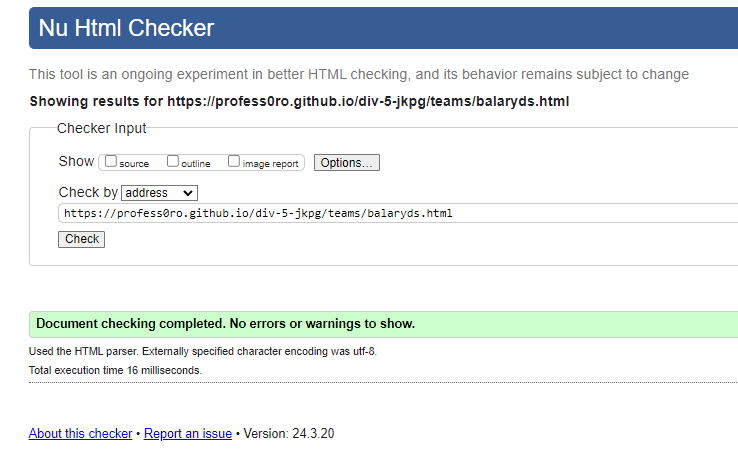 Nu Html Checker
This tool is an ongoing experiment in better HTML checking, and its behavior remains subject to change
Showing results for https://profess0ro.github.io/div-5-jkpg/teams/balaryds.html
Checker Input
Show source outline image report Options...
Check by address
https://profess0ro.github.io/div-5-jkpg/teams/balaryds.html
Check
Document checking completed. No errors or warnings to show.
Used the HTML parser. Externally specified character encoding was utf-8.
Total execution time 16 milliseconds.
About this checker • Report an issue • Version: 24.3.20